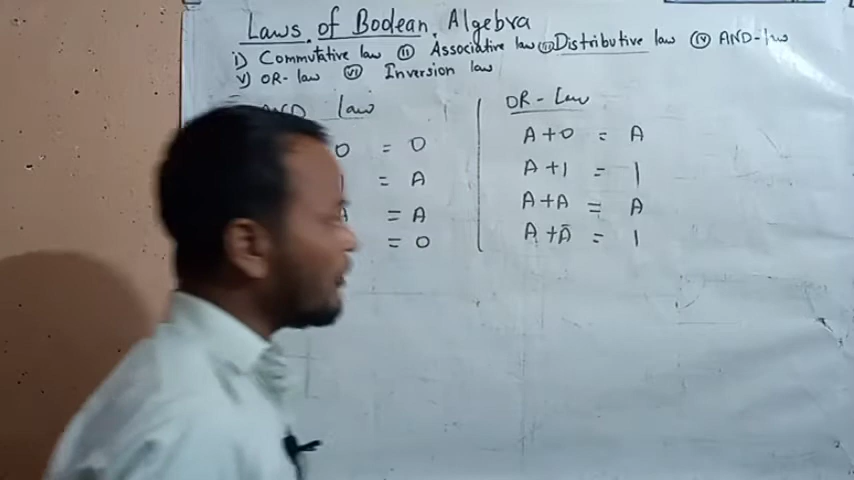 Laws of Boolean Algebra
i) Commutative law (ii) Associative law (iii) Distributive law (iv) AND-law
v) OR-law (vi) Inversion law
AND law
0 = 0
1 = A
A = A
= 0
OR-Law
A+0 = A
A+1 = 1
A+A = A
A+Ā = 1